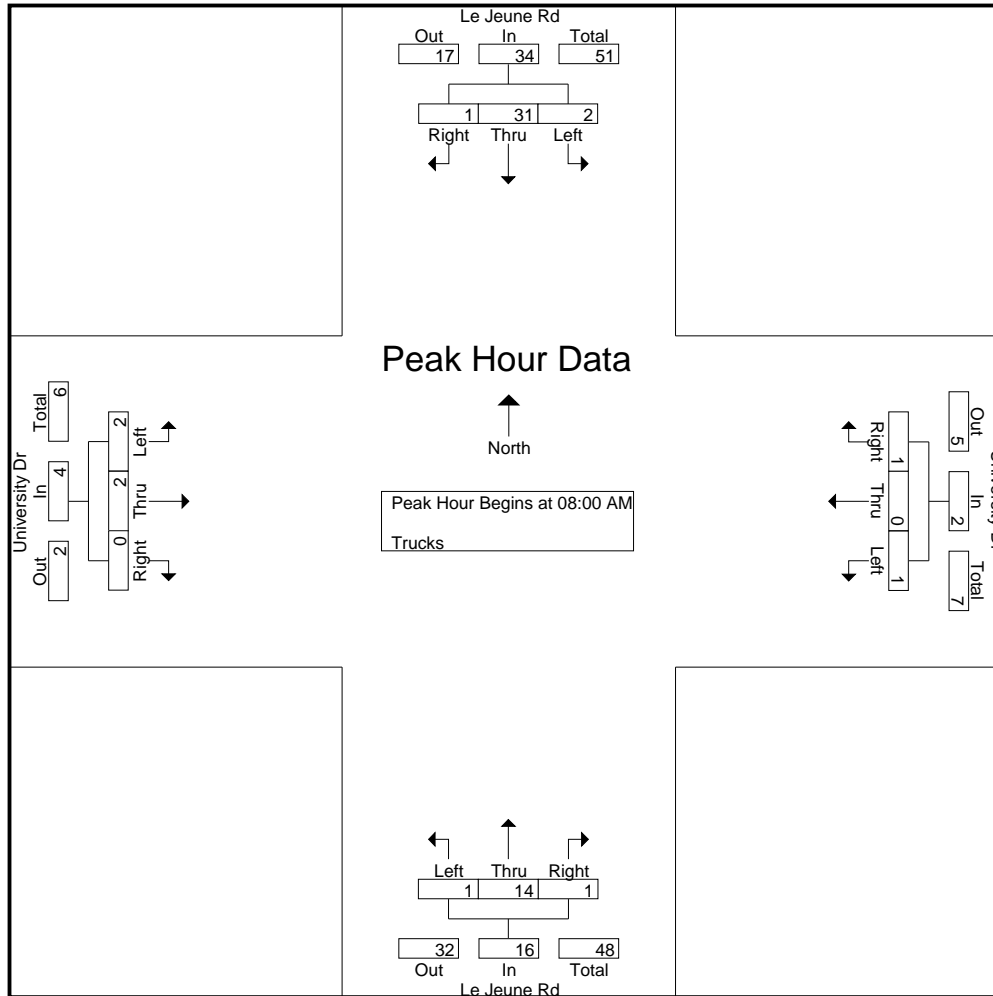 Le Jeune Rd
Out In Total
17 34 51
1 31 2
Right Thru Left
Peak Hour Data
North
Peak Hour Begins at 08:00 AM
Trucks
University Dr
Out In Total
2 4 6
0 2 2
Right Thru Left
Right Thru Left
1 0 1
5 2 7
Out In Total
Left Thru Right
1 14 1
32 16 48
Out In Total
Le Jeune Rd